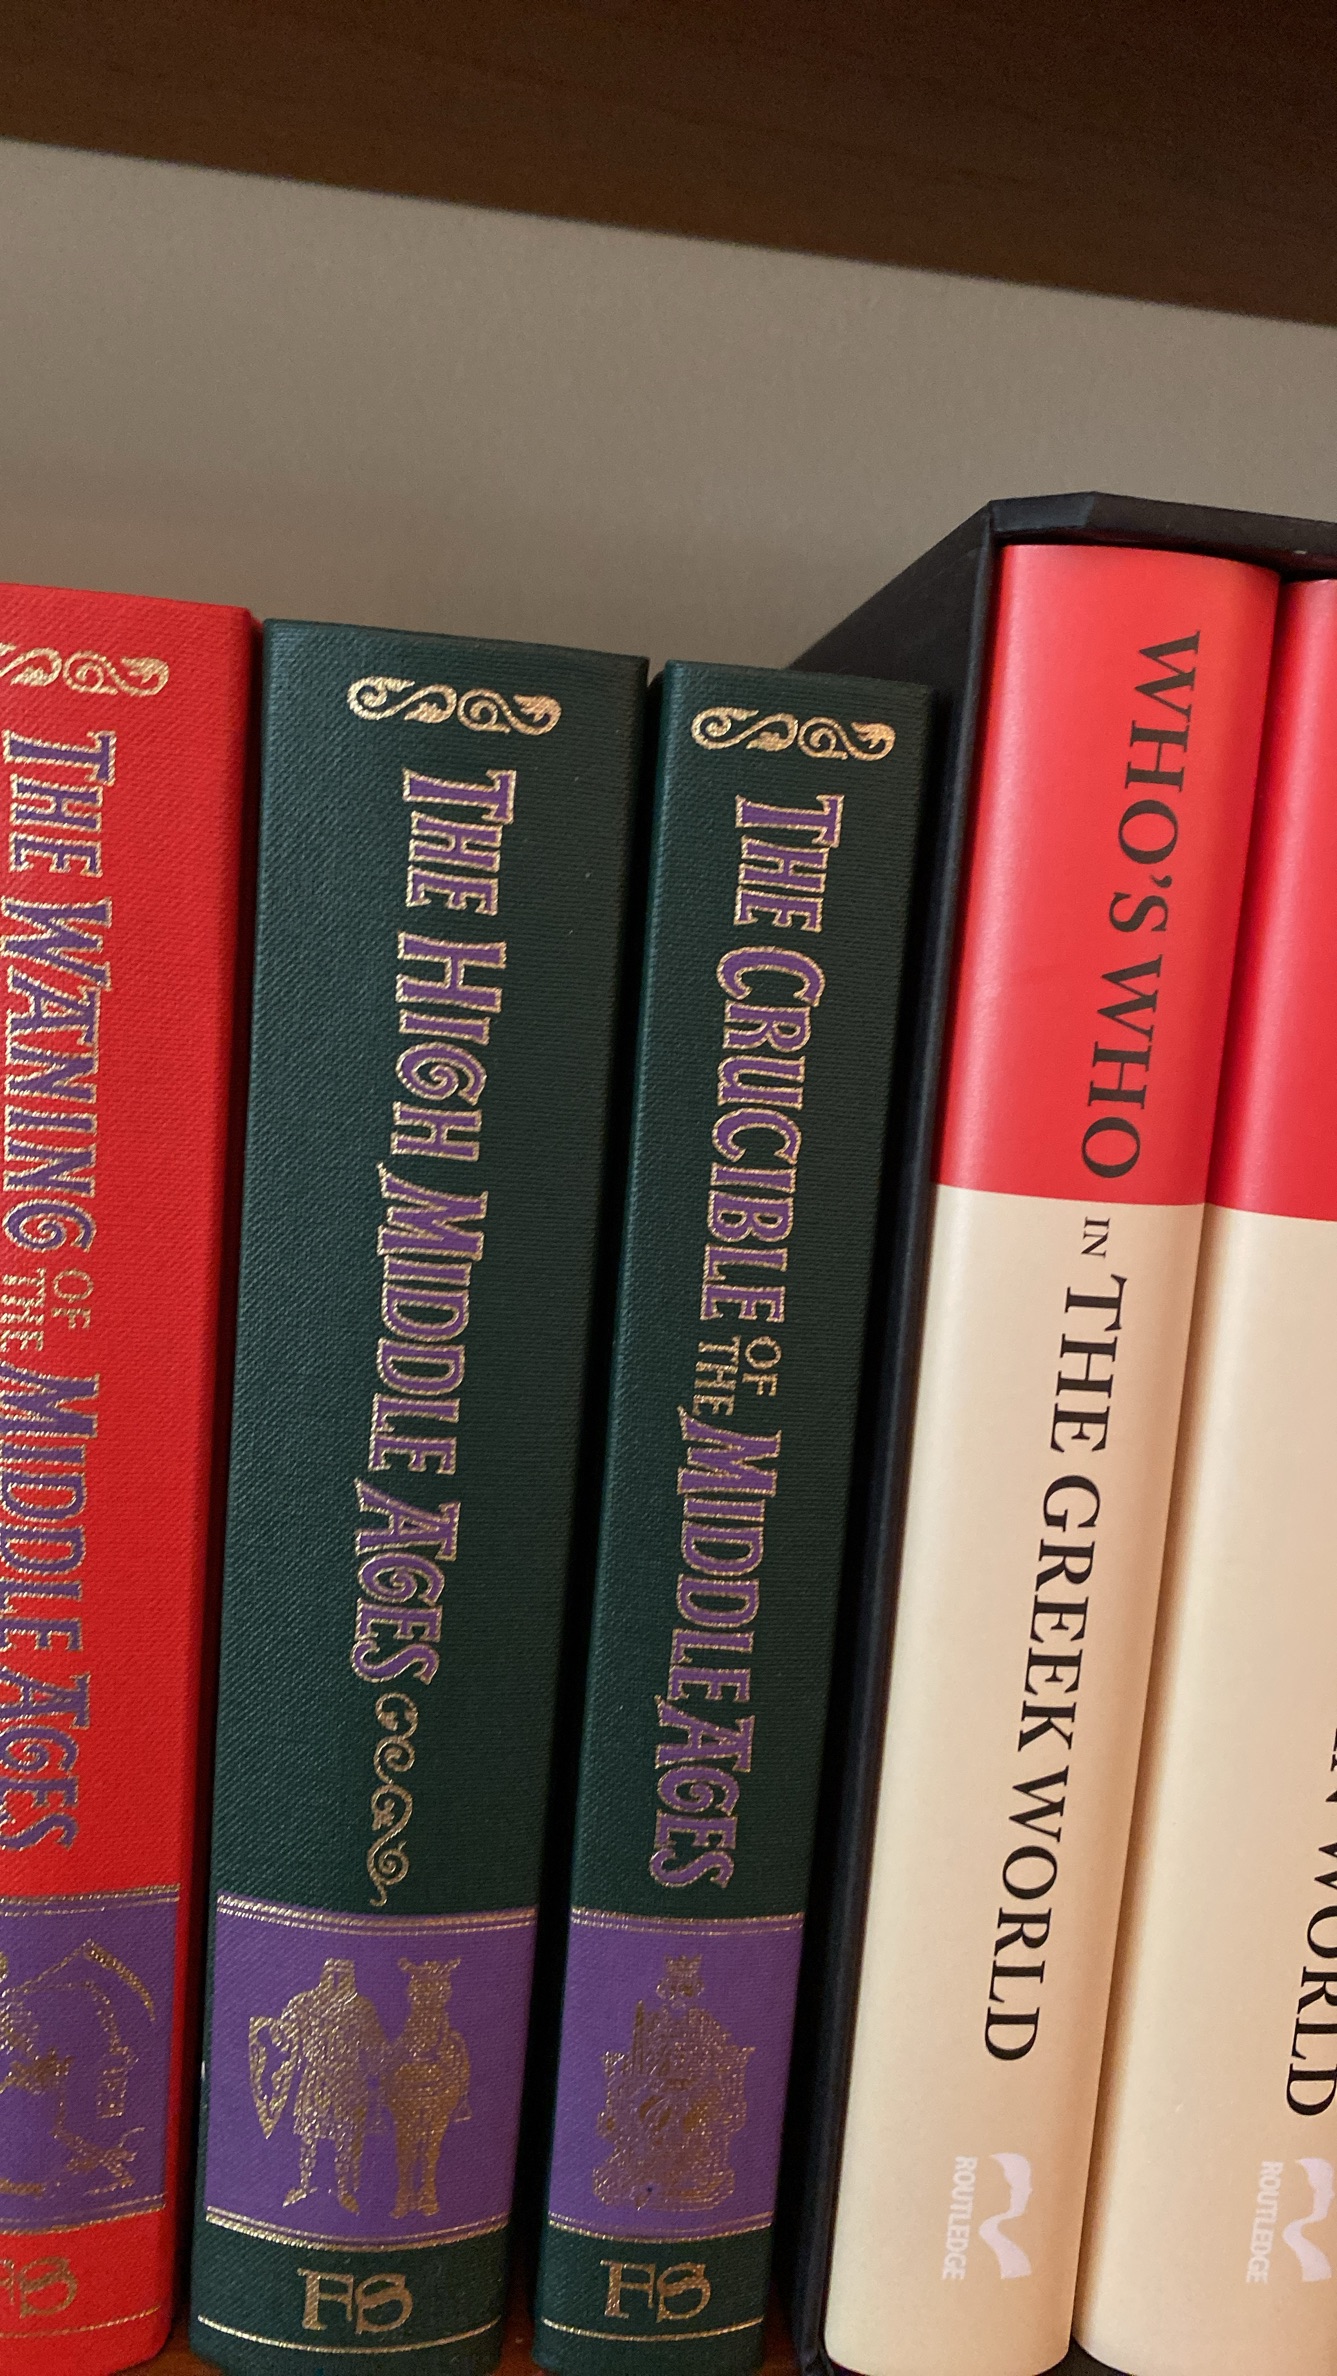 THE WANING OF THE MIDDLE AGES
FS
THE HIGH MIDDLE AGES
FS
THE CRUCIBLE OF THE MIDDLE AGES
FS
WHO'S WHO IN THE GREEK WORLD
ROUTLEDGE
WORLD
ROUTLEDGE